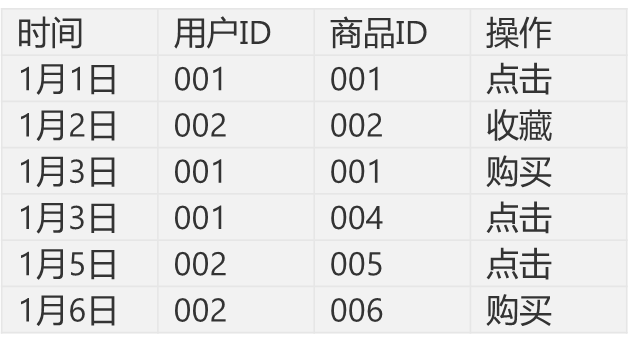 时间 用户ID 商品ID 操作
1月1日 001 001 点击
1月2日 002 002 收藏
1月3日 001 001 购买
1月3日 001 004 点击
1月5日 002 005 点击
1月6日 002 006 购买